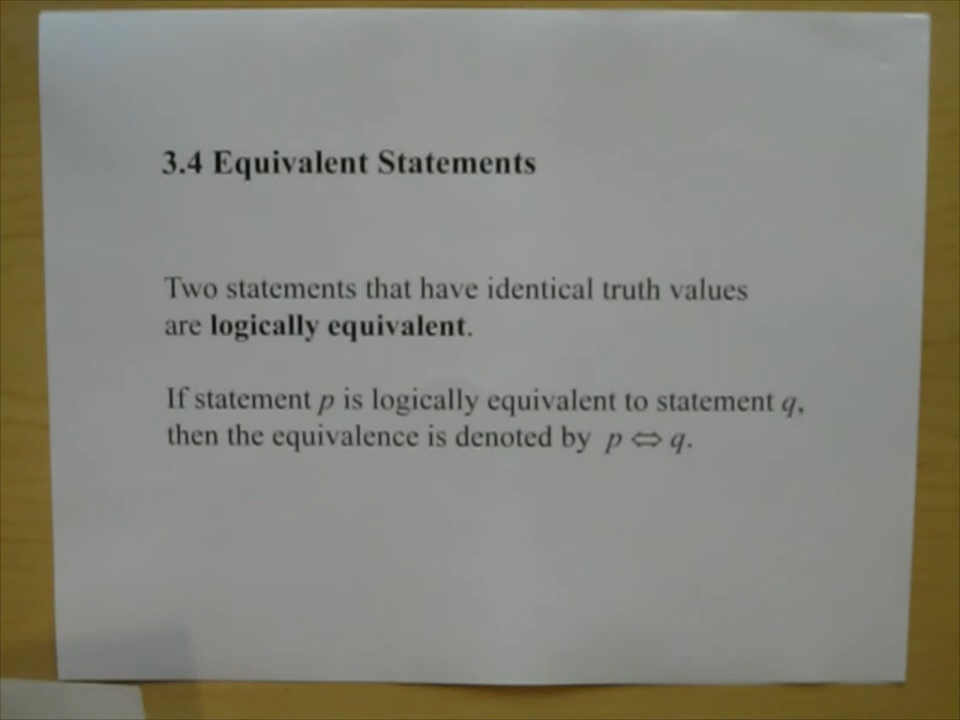 3.4 Equivalent Statements
Two statements that have identical truth values
are logically equivalent.
If statement p is logically equivalent to statement q,
then the equivalence is denoted by p ⇔ q.